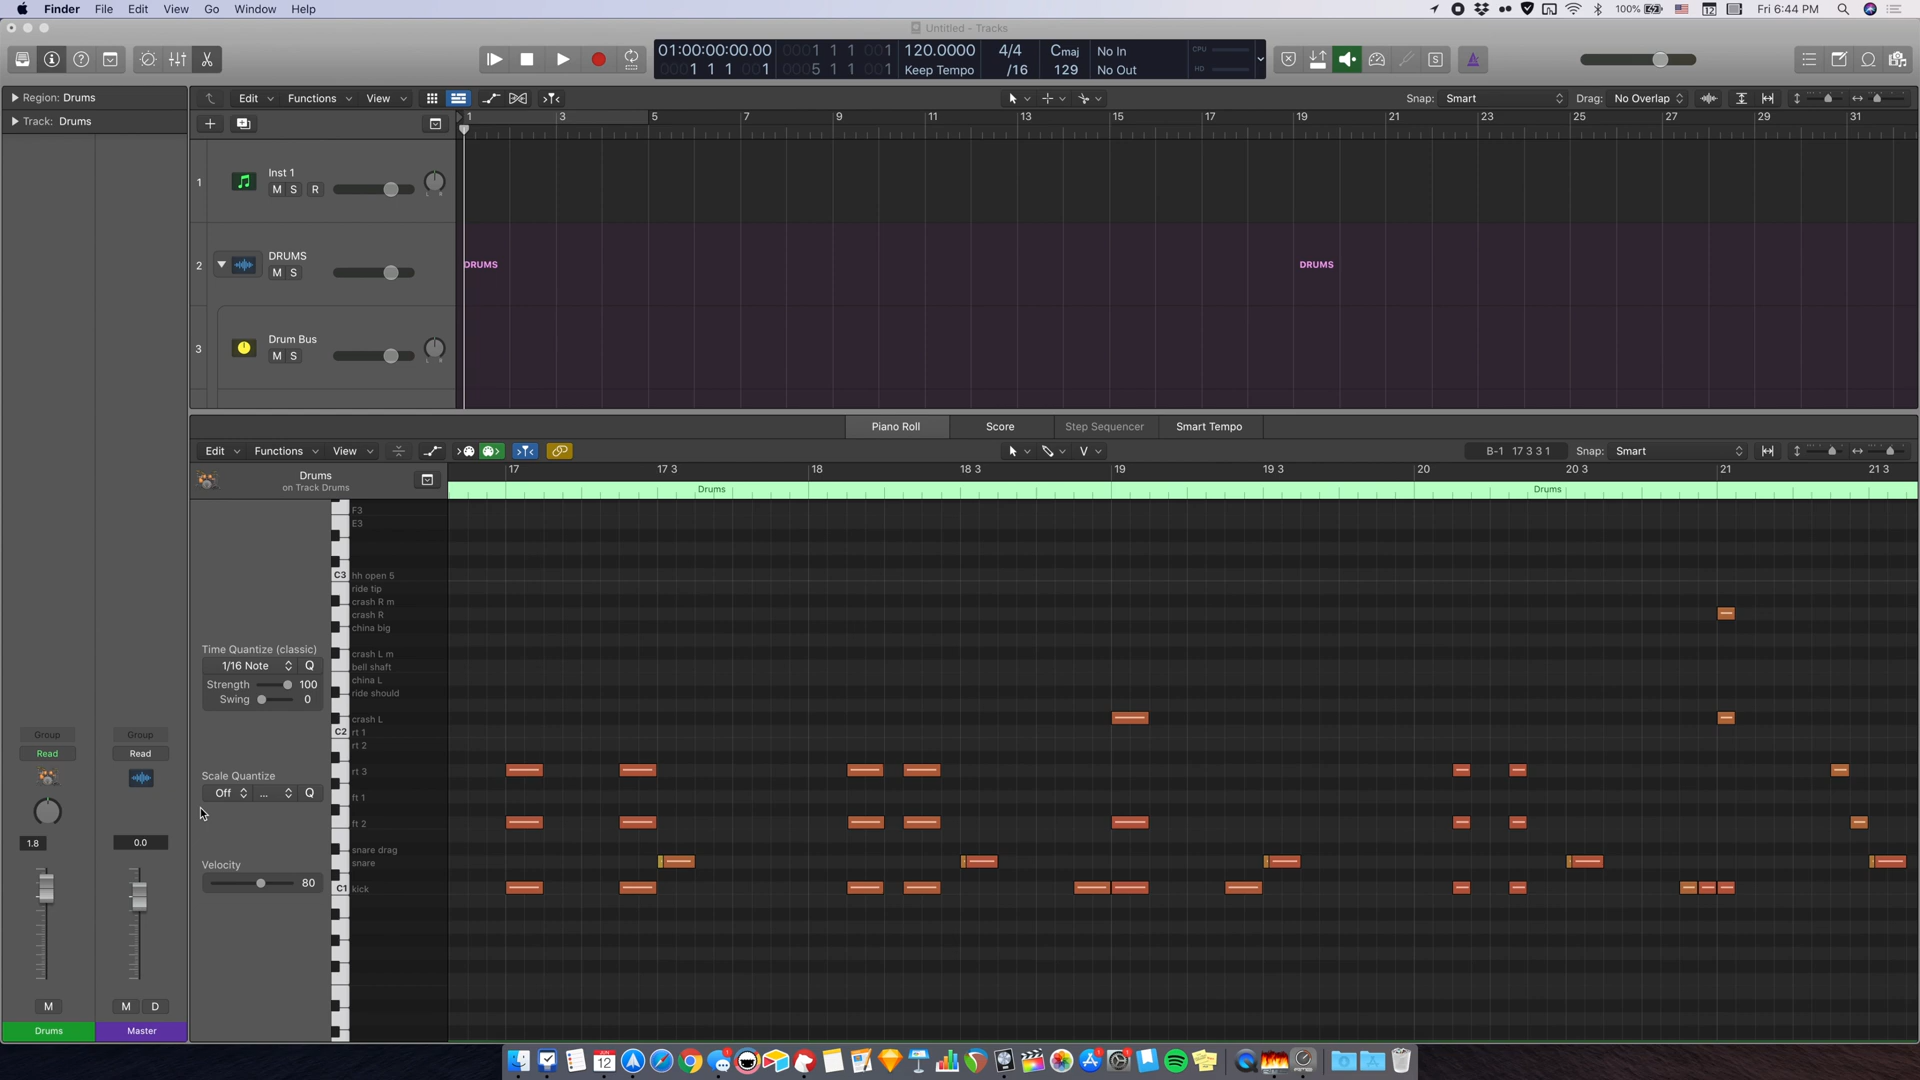 Finder File Edit View Go Window Help
100% Fri 6:44 PM
Untitled - Tracks
01:00:00:00.00 0001 1 1 001 120.0000 4/4 Cmaj No In CPU
0001 1 1 001 0005 1 1 001 Keep Tempo /16 129 No Out HD
Region: Drums
Edit Functions View Snap: Smart Drag: No Overlap
Track: Drums
1 3 5 7 9 11 13 15 17 19 21 23 25 27 29 31
1 Inst 1
M S R
2 DRUMS
M S
DRUMS DRUMS
3 Drum Bus
M S
Piano Roll Score Step Sequencer Smart Tempo
Edit Functions View V B-1 17 3 3 1 Snap: Smart
17 17 3 18 18 3 19 19 3 20 20 3 21 21 3
Drums
on Track Drums
Drums Drums
F3
E3
C3 hh open 5
ride tip
crash R m
crash R
china big
crash L m
bell shaft
china L
ride should
crash L
C2 rt 1
rt 2
rt 3
ft 1
ft 2
snare drag
snare
C1 kick
Time Quantize (classic)
1/16 Note Q
Strength 100
Swing 0
Scale Quantize
Off ... Q
Velocity
80
Group Group
Read Read
1.8 0.0
M M D
Drums Master